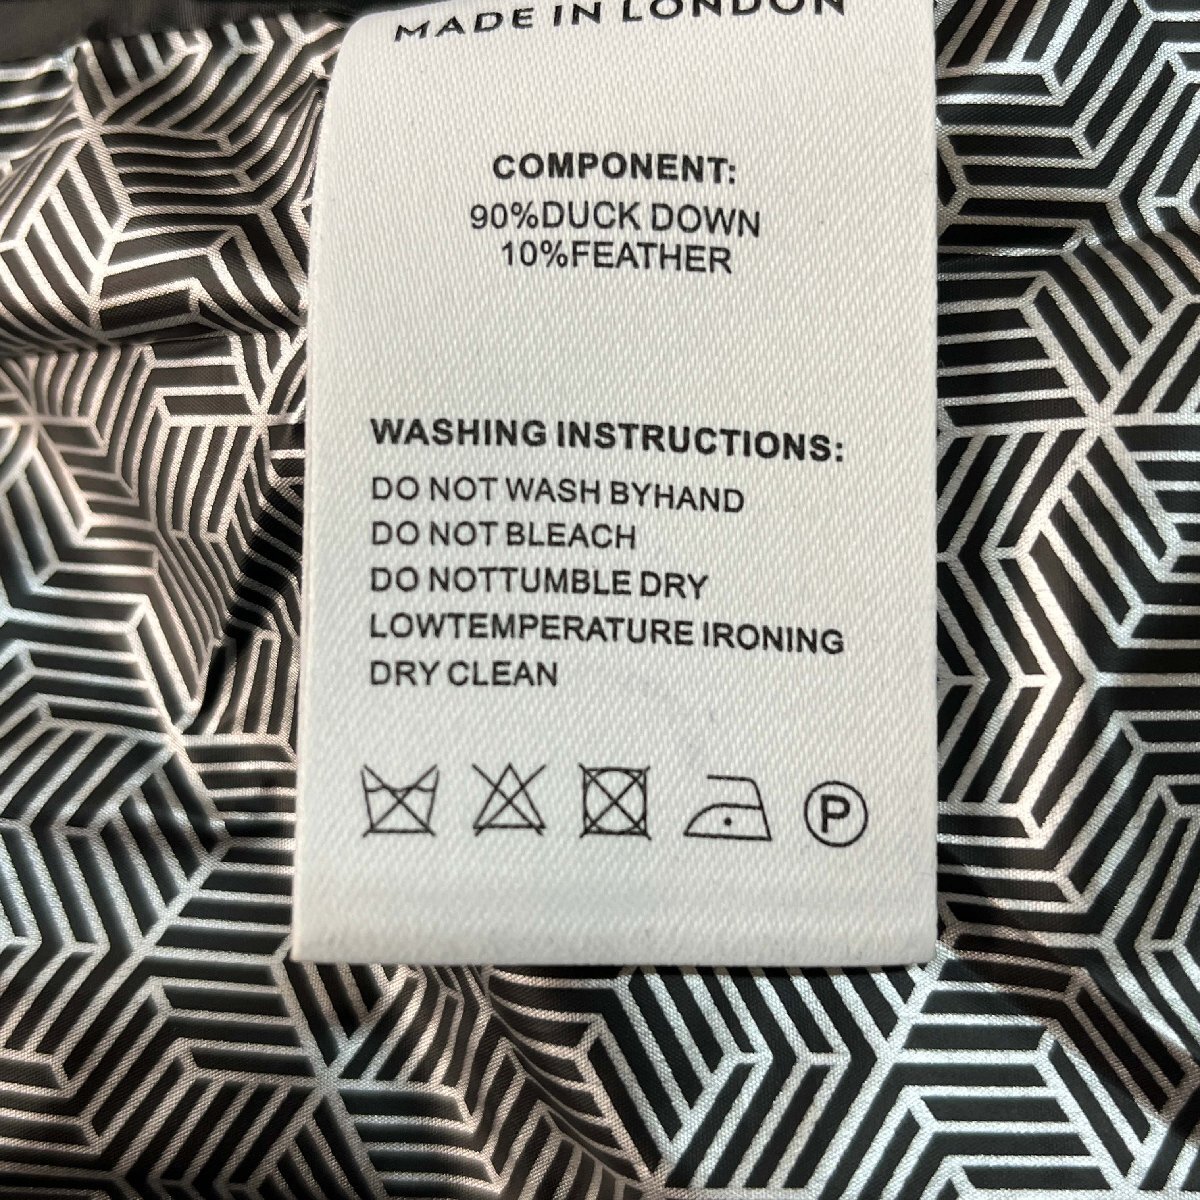 MADE IN LONDON
COMPONENT:
90%DUCK DOWN
10%FEATHER
WASHING INSTRUCTIONS:
DO NOT WASH BYHAND
DO NOT BLEACH
DO NOTTUMBLE DRY
LOWTEMPERATURE IRONING
DRY CLEAN
P